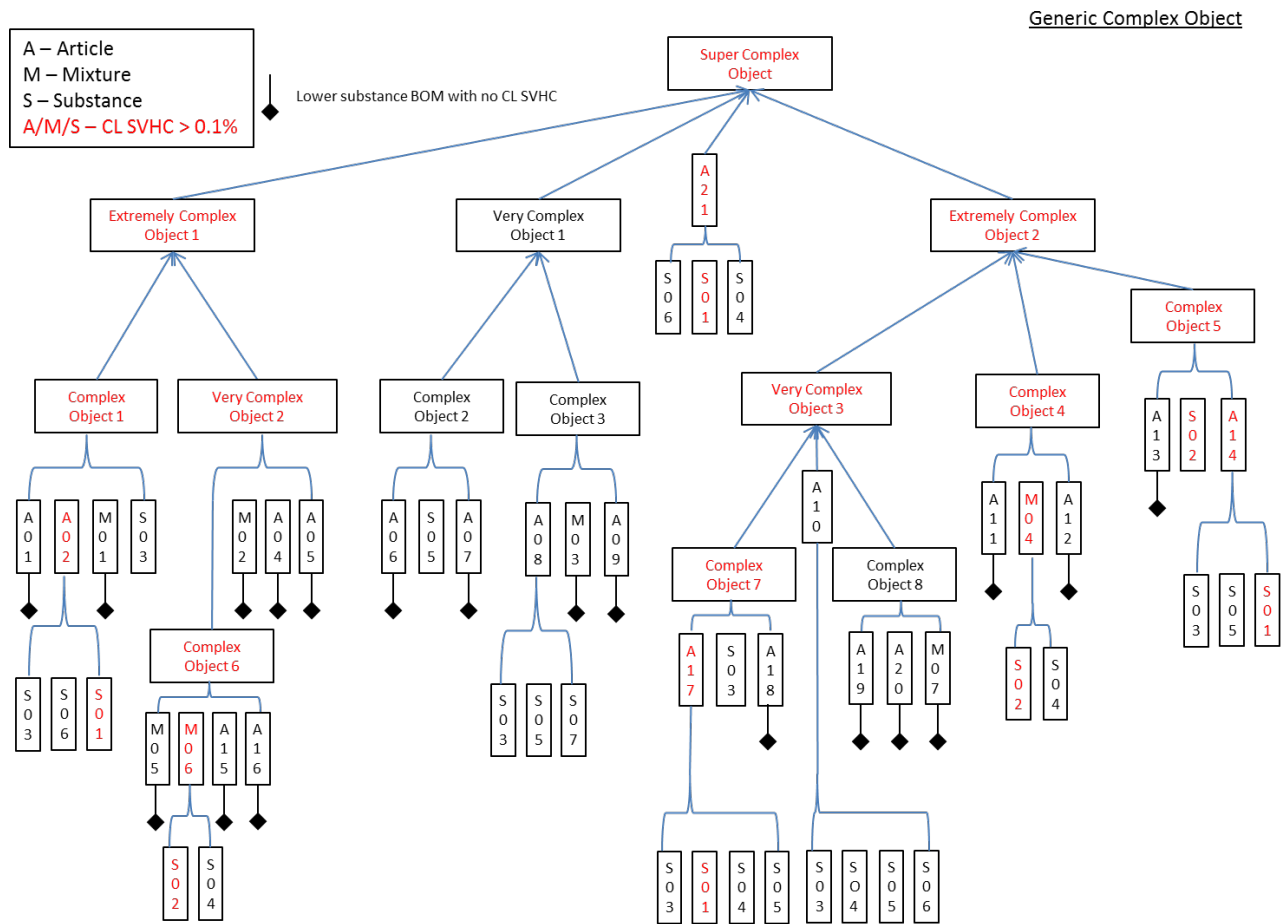 Generic Complex Object
A – Article
M – Mixture
S – Substance
A/M/S – CL SVHC > 0.1%
Lower substance BOM with no CL SVHC
Super Complex
Object
A21
S06
S01
S04
Extremely Complex
Object 1
Very Complex
Object 1
Extremely Complex
Object 2
Complex
Object 1
Very Complex
Object 2
Complex
Object 2
Complex
Object 3
Very Complex
Object 3
Complex
Object 4
Complex
Object 5
A01
A02
M01
S03
M02
A04
A05
A06
S05
A07
A08
M03
A09
A10
A11
M04
A12
A13
S02
A14
S03
S06
S01
Complex
Object 6
M05
M06
A15
A16
S02
S04
S03
S05
S07
Complex
Object 7
Complex
Object 8
A17
S03
A18
A19
A20
M07
S02
S04
S03
S05
S01
S03
S01
S04
S05
S03
SO4
S05
S06